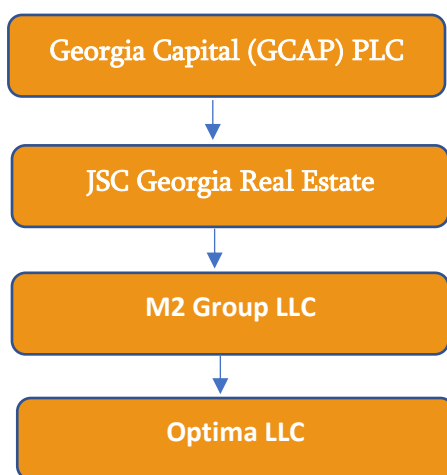 Georgia Capital (GCAP) PLC
JSC Georgia Real Estate
M2 Group LLC
Optima LLC